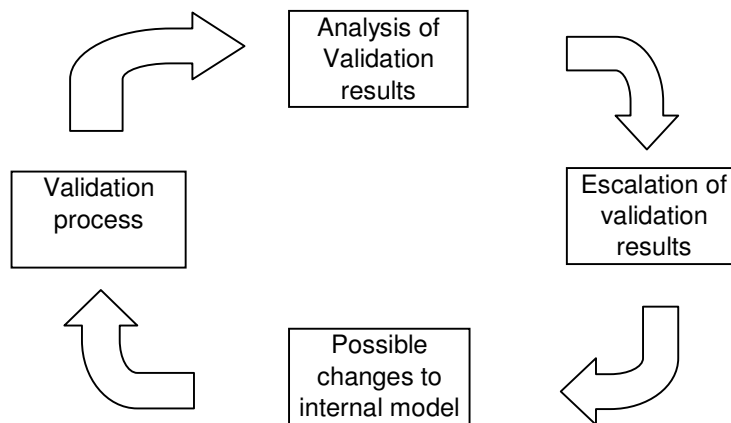 Analysis of
Validation
results
Validation
process
Escalation of
validation
results
Possible
changes to
internal model